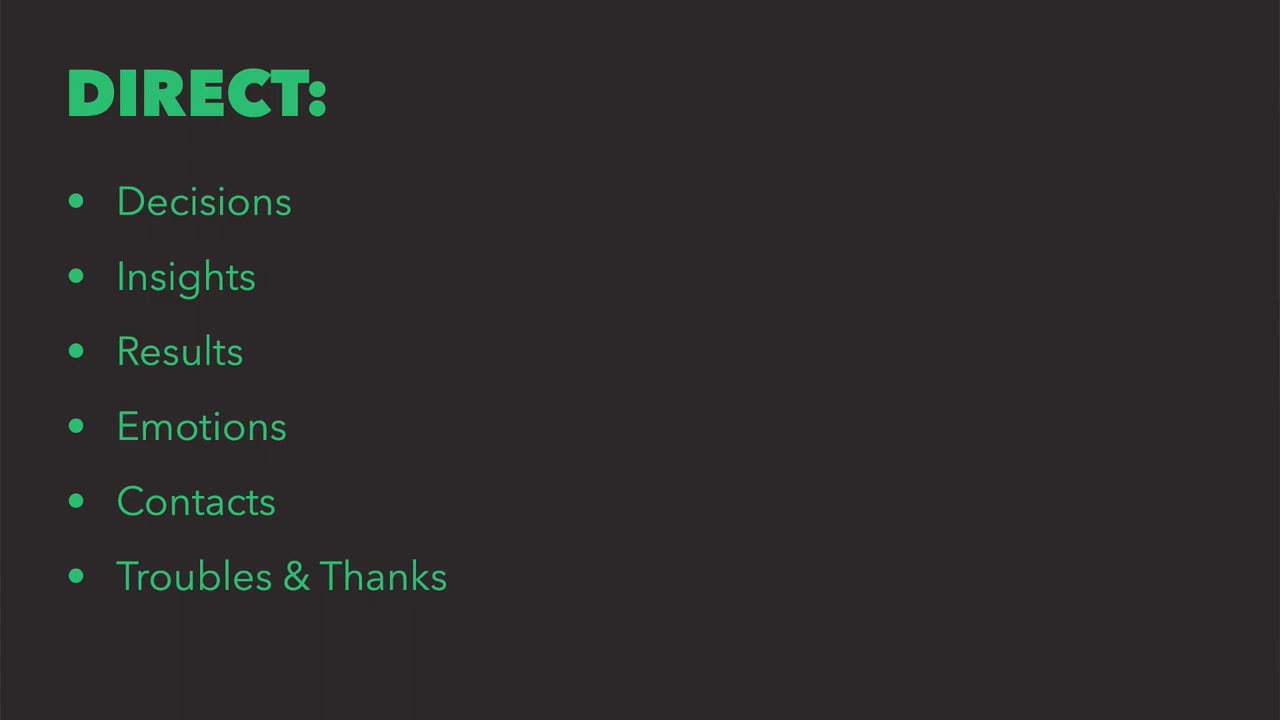 DIRECT:
• Decisions
• Insights
• Results
• Emotions
• Contacts
• Troubles & Thanks